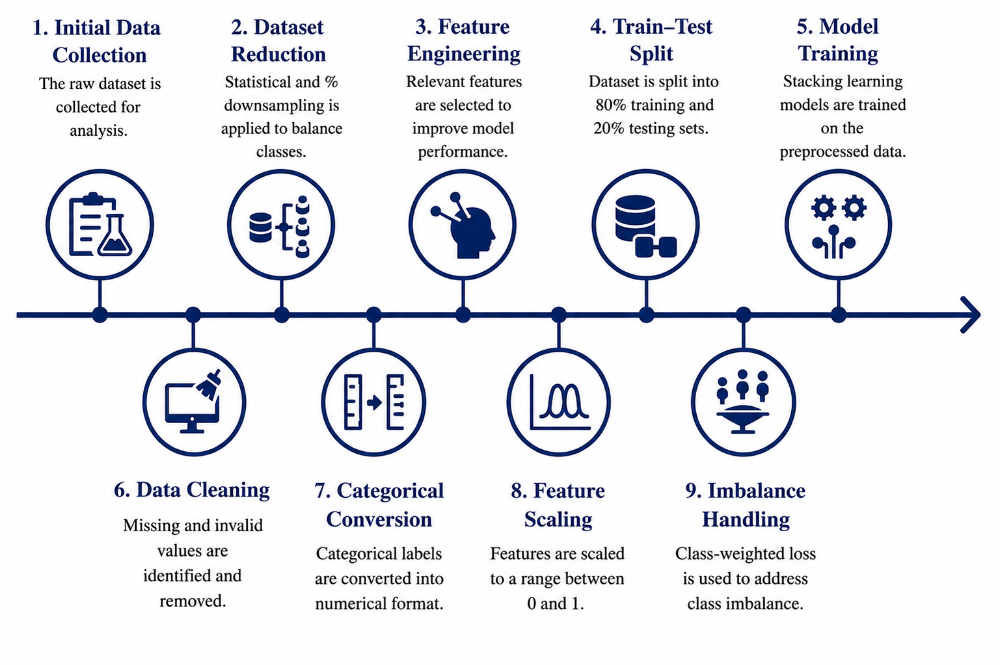 1. Initial Data
Collection
The raw dataset is
collected for
analysis.
2. Dataset
Reduction
Statistical and %
downsampling is
applied to balance
classes.
3. Feature
Engineering
Relevant features
are selected to
improve model
performance.
4. Train–Test
Split
Dataset is split into
80% training and
20% testing sets.
5. Model
Training
Stacking learning
models are trained
on the
preprocessed data.
6. Data Cleaning
Missing and invalid
values are
identified and
removed.
7. Categorical
Conversion
Categorical labels
are converted into
numerical format.
8. Feature
Scaling
Features are scaled
to a range between
0 and 1.
9. Imbalance
Handling
Class-weighted loss
is used to address
class imbalance.